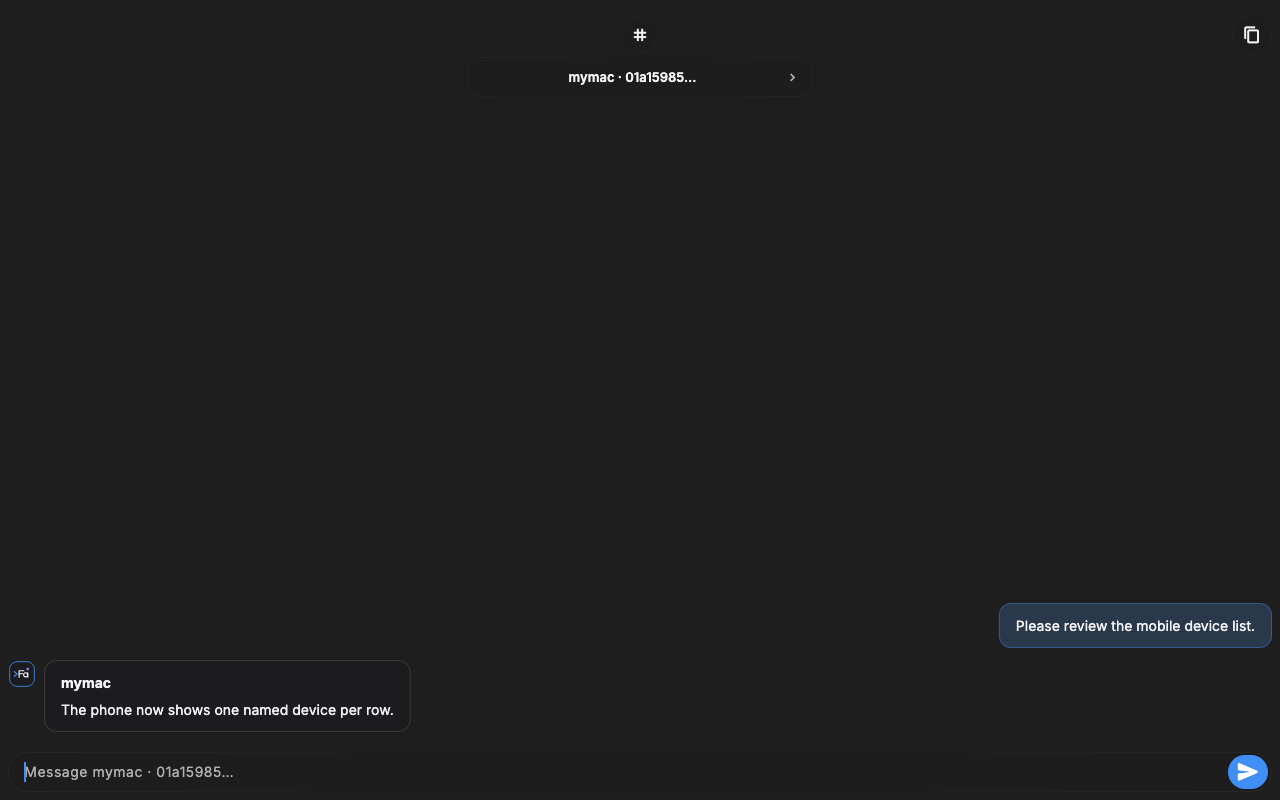 #
mymac · 01a15985...
Please review the mobile device list.
>Fa
mymac
The phone now shows one named device per row.
Message mymac · 01a15985...